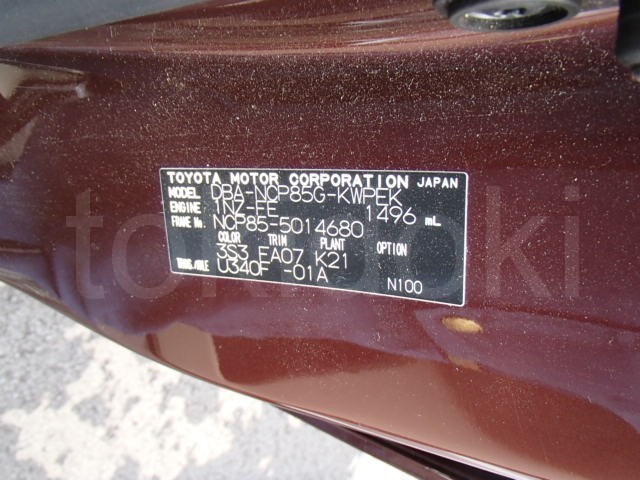 TOYOTA MOTOR CORPORATION JAPAN
MODEL DBA-NCP85G-KWPEK
ENGINE 1NZ-FE 1496 mL
FRAME No. NCP85-5014680
COLOR TRIM PLANT OPTION
3S3 EA07 K21
TRANS./AXLE U340F -01A
N100